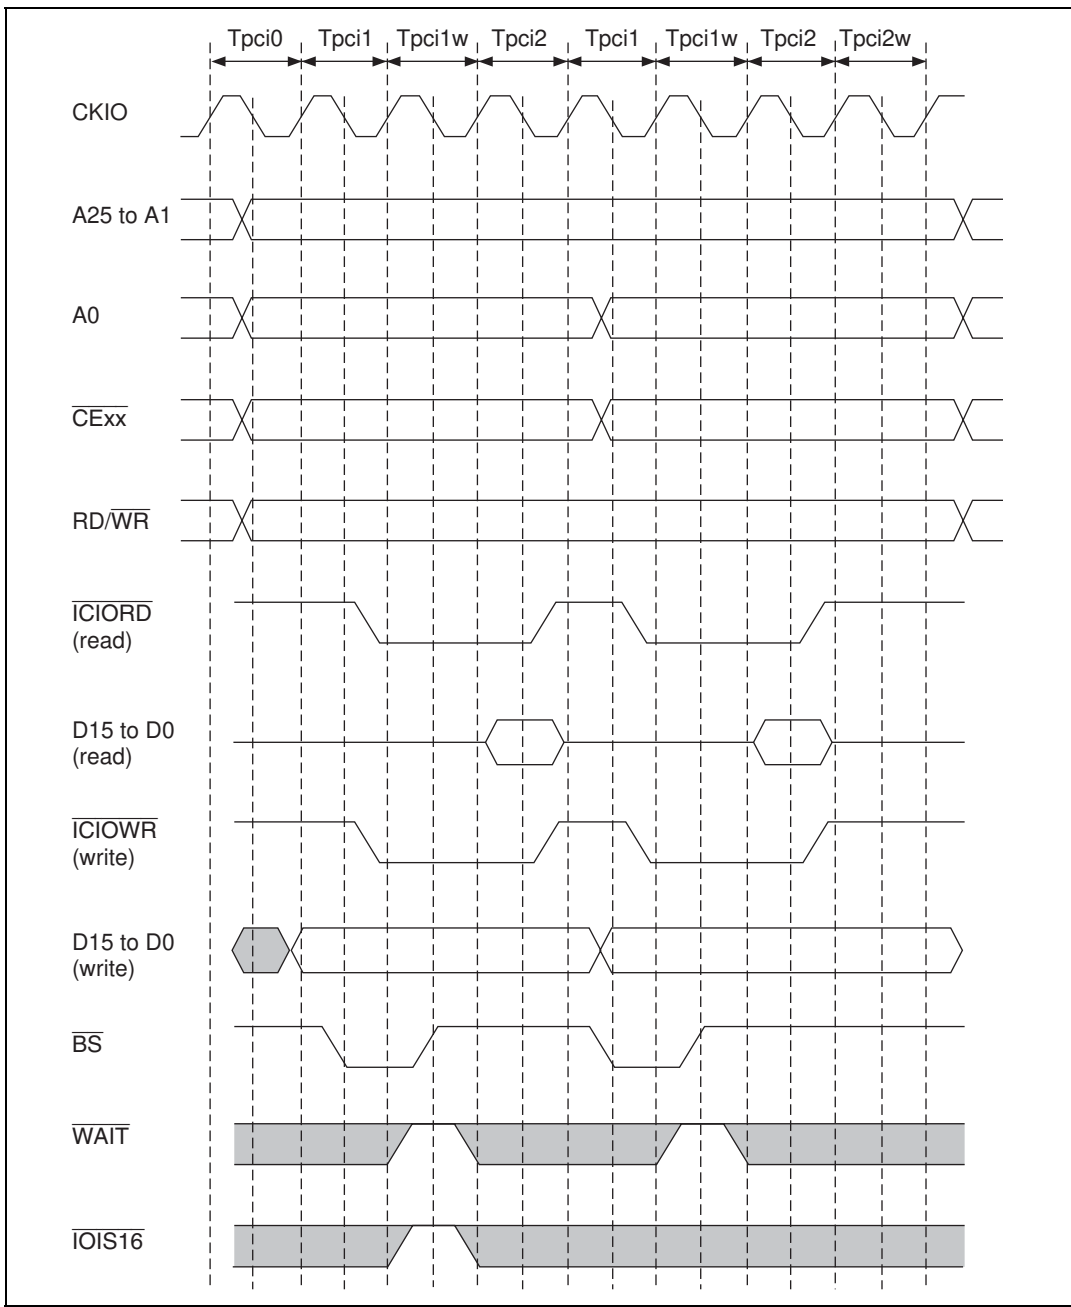 Tpci0 Tpci1 Tpci1w Tpci2 Tpci1 Tpci1w Tpci2 Tpci2w
CKIO
A25 to A1
A0
CExx
RD/WR
ICIORD
(read)
D15 to D0
(read)
ICIOWR
(write)
D15 to D0
(write)
BS
WAIT
IOIS16